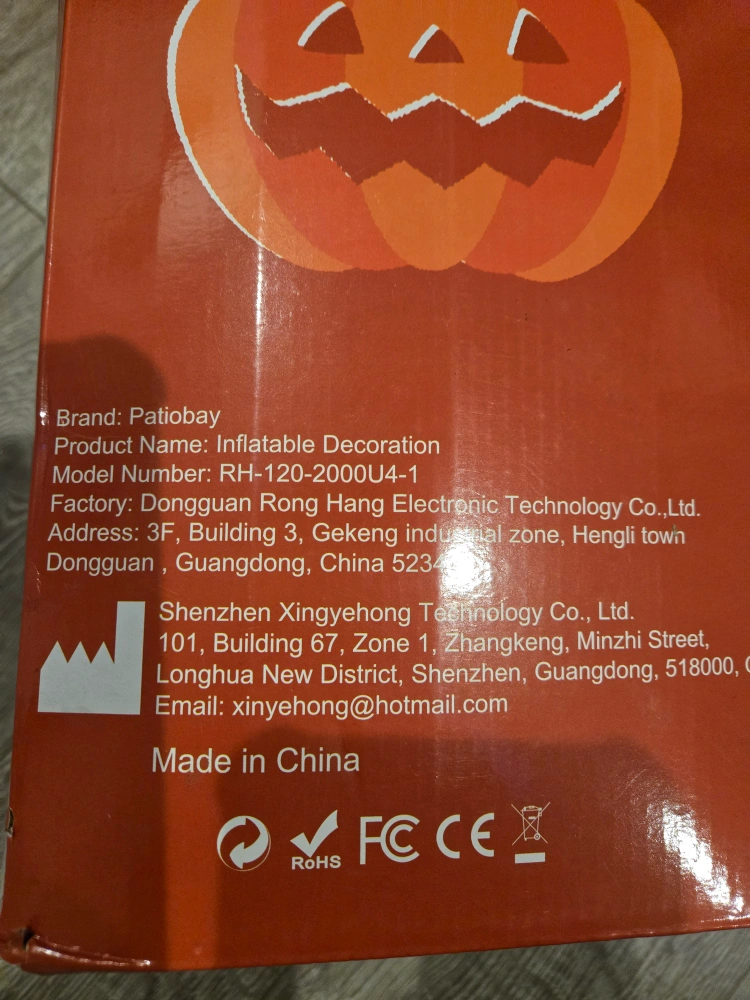 Brand: Patiobay
Product Name: Inflatable Decoration
Model Number: RH-120-2000U4-1
Factory: Dongguan Rong Hang Electronic Technology Co.,Ltd.
Address: 3F, Building 3, Gekeng industrial zone, Hengli town
Dongguan , Guangdong, China
Shenzhen Xingyehong Technology Co., Ltd.
101, Building 67, Zone 1, Zhangkeng, Minzhi Street,
Longhua New District, Shenzhen, Guangdong, 518000,
Email: xinyehong@hotmail.com
Made in China
RoHS FC CE